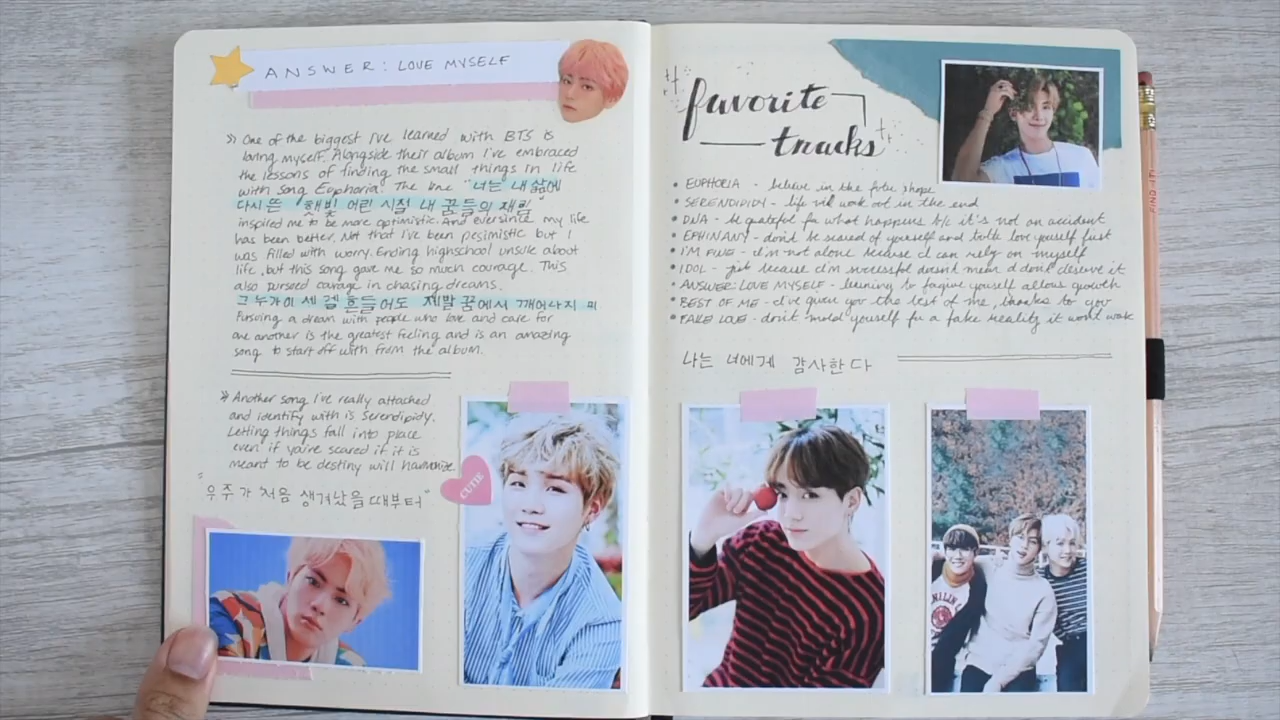 ANSWER: LOVE MYSELF
One of the biggest I've learned with BTS is
loving myself. Alongside their album I've embraced
the lessons of finding the small things in life
with song Euphoria. The line "너는 내 삶에
다시 뜬 햇빛 어린 시절 내 꿈들의 재림"
inspired me to be more optimistic and eversince my life
has been better. Not that I've been pesimistic but I
was filled with worry. Ending highschool unsure about
life, but this song gave me so much courage. This
also pursued courage in chasing dreams.
그 누가 이 세 흔들어도 제발 꿈에서 깨어나지 마
Pursuing a dream with people who love and care for
one another is the greatest feeling and is an amazing
song to start off with from the album.
Another song I've really attached
and identify with is Serendipidy.
Letting things fall into place
even if you're scared if it is
meant to be destiny will harmonize.
"우주가 처음 생겨났을 때부터"
CUTIE
favorite
tracks
• EUPHORIA - believe in the future, hope
• SERENDIPIDY - life will work out in the end
• DNA - be grateful for what happens b/c it's not an accident
• EPHINANY - don't be scared of yourself and to love yourself first
• I'M FINE - I'm not alone because I can rely on myself
• IDOL - just because I'm successful doesn't mean I don't deserve it
• ANSWER: LOVE MYSELF - learning to forgive yourself allows growth
• BEST OF ME - I've given you the best of me, thanks to you
• FAKE LOVE - don't mold yourself for a fake reality it won't work
나는 너에게 감사한다